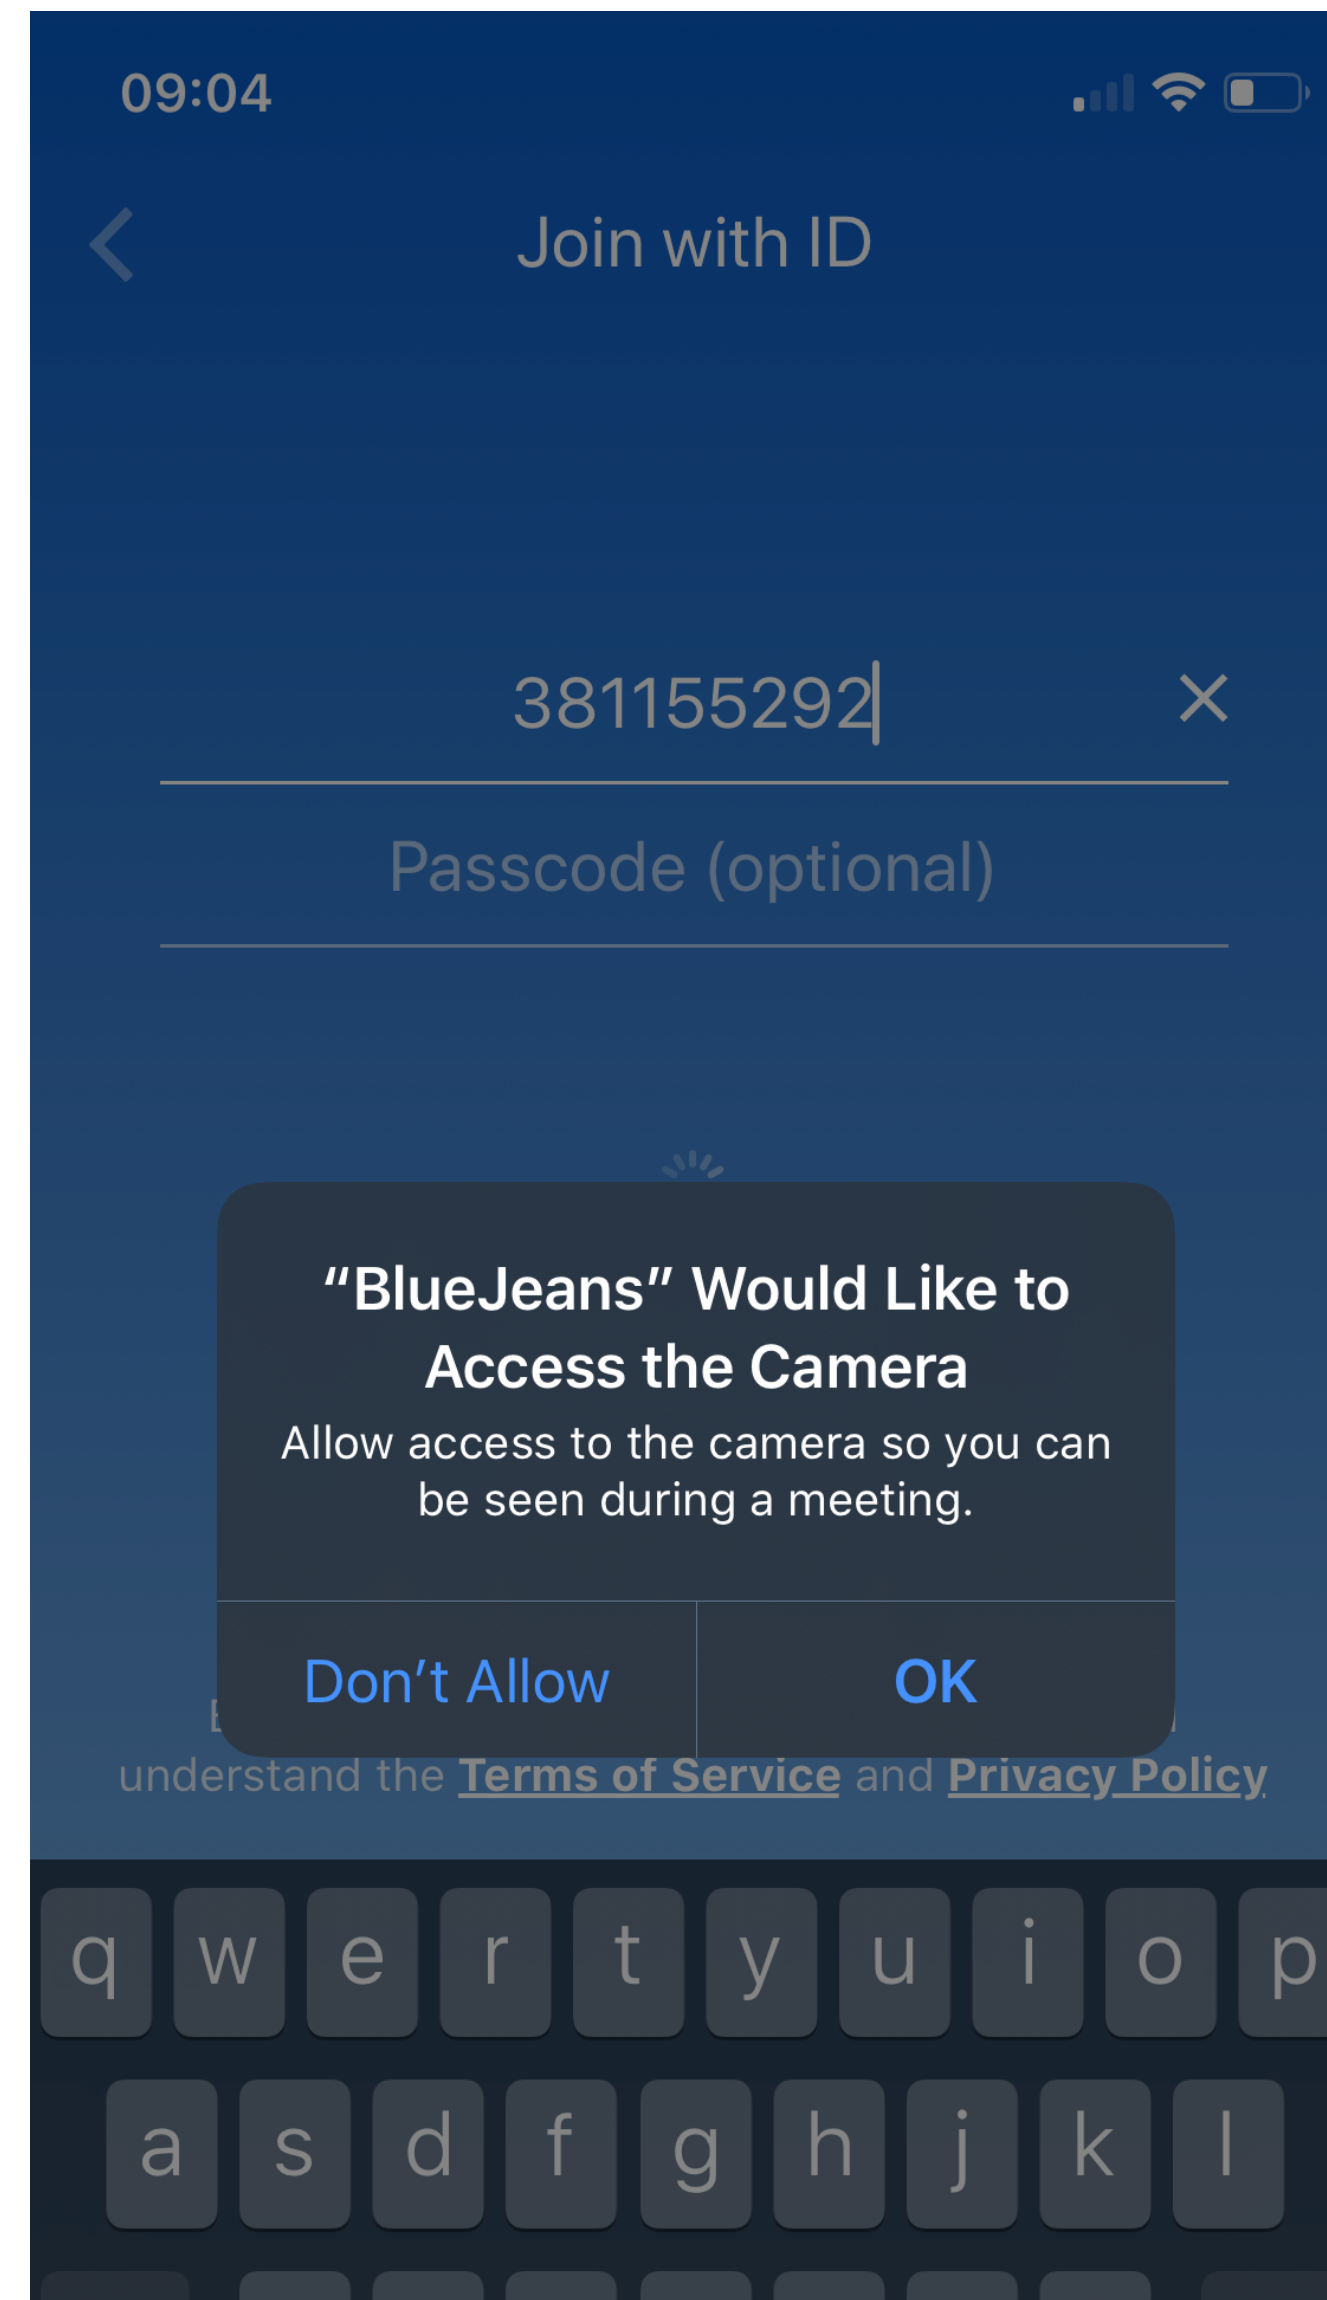 09:04
Join with ID
381155292
Passcode (optional)
“BlueJeans” Would Like to
Access the Camera
Allow access to the camera so you can
be seen during a meeting.
Don’t Allow OK
understand the Terms of Service and Privacy Policy.
q w e r t y u i o p
a s d f g h j k l